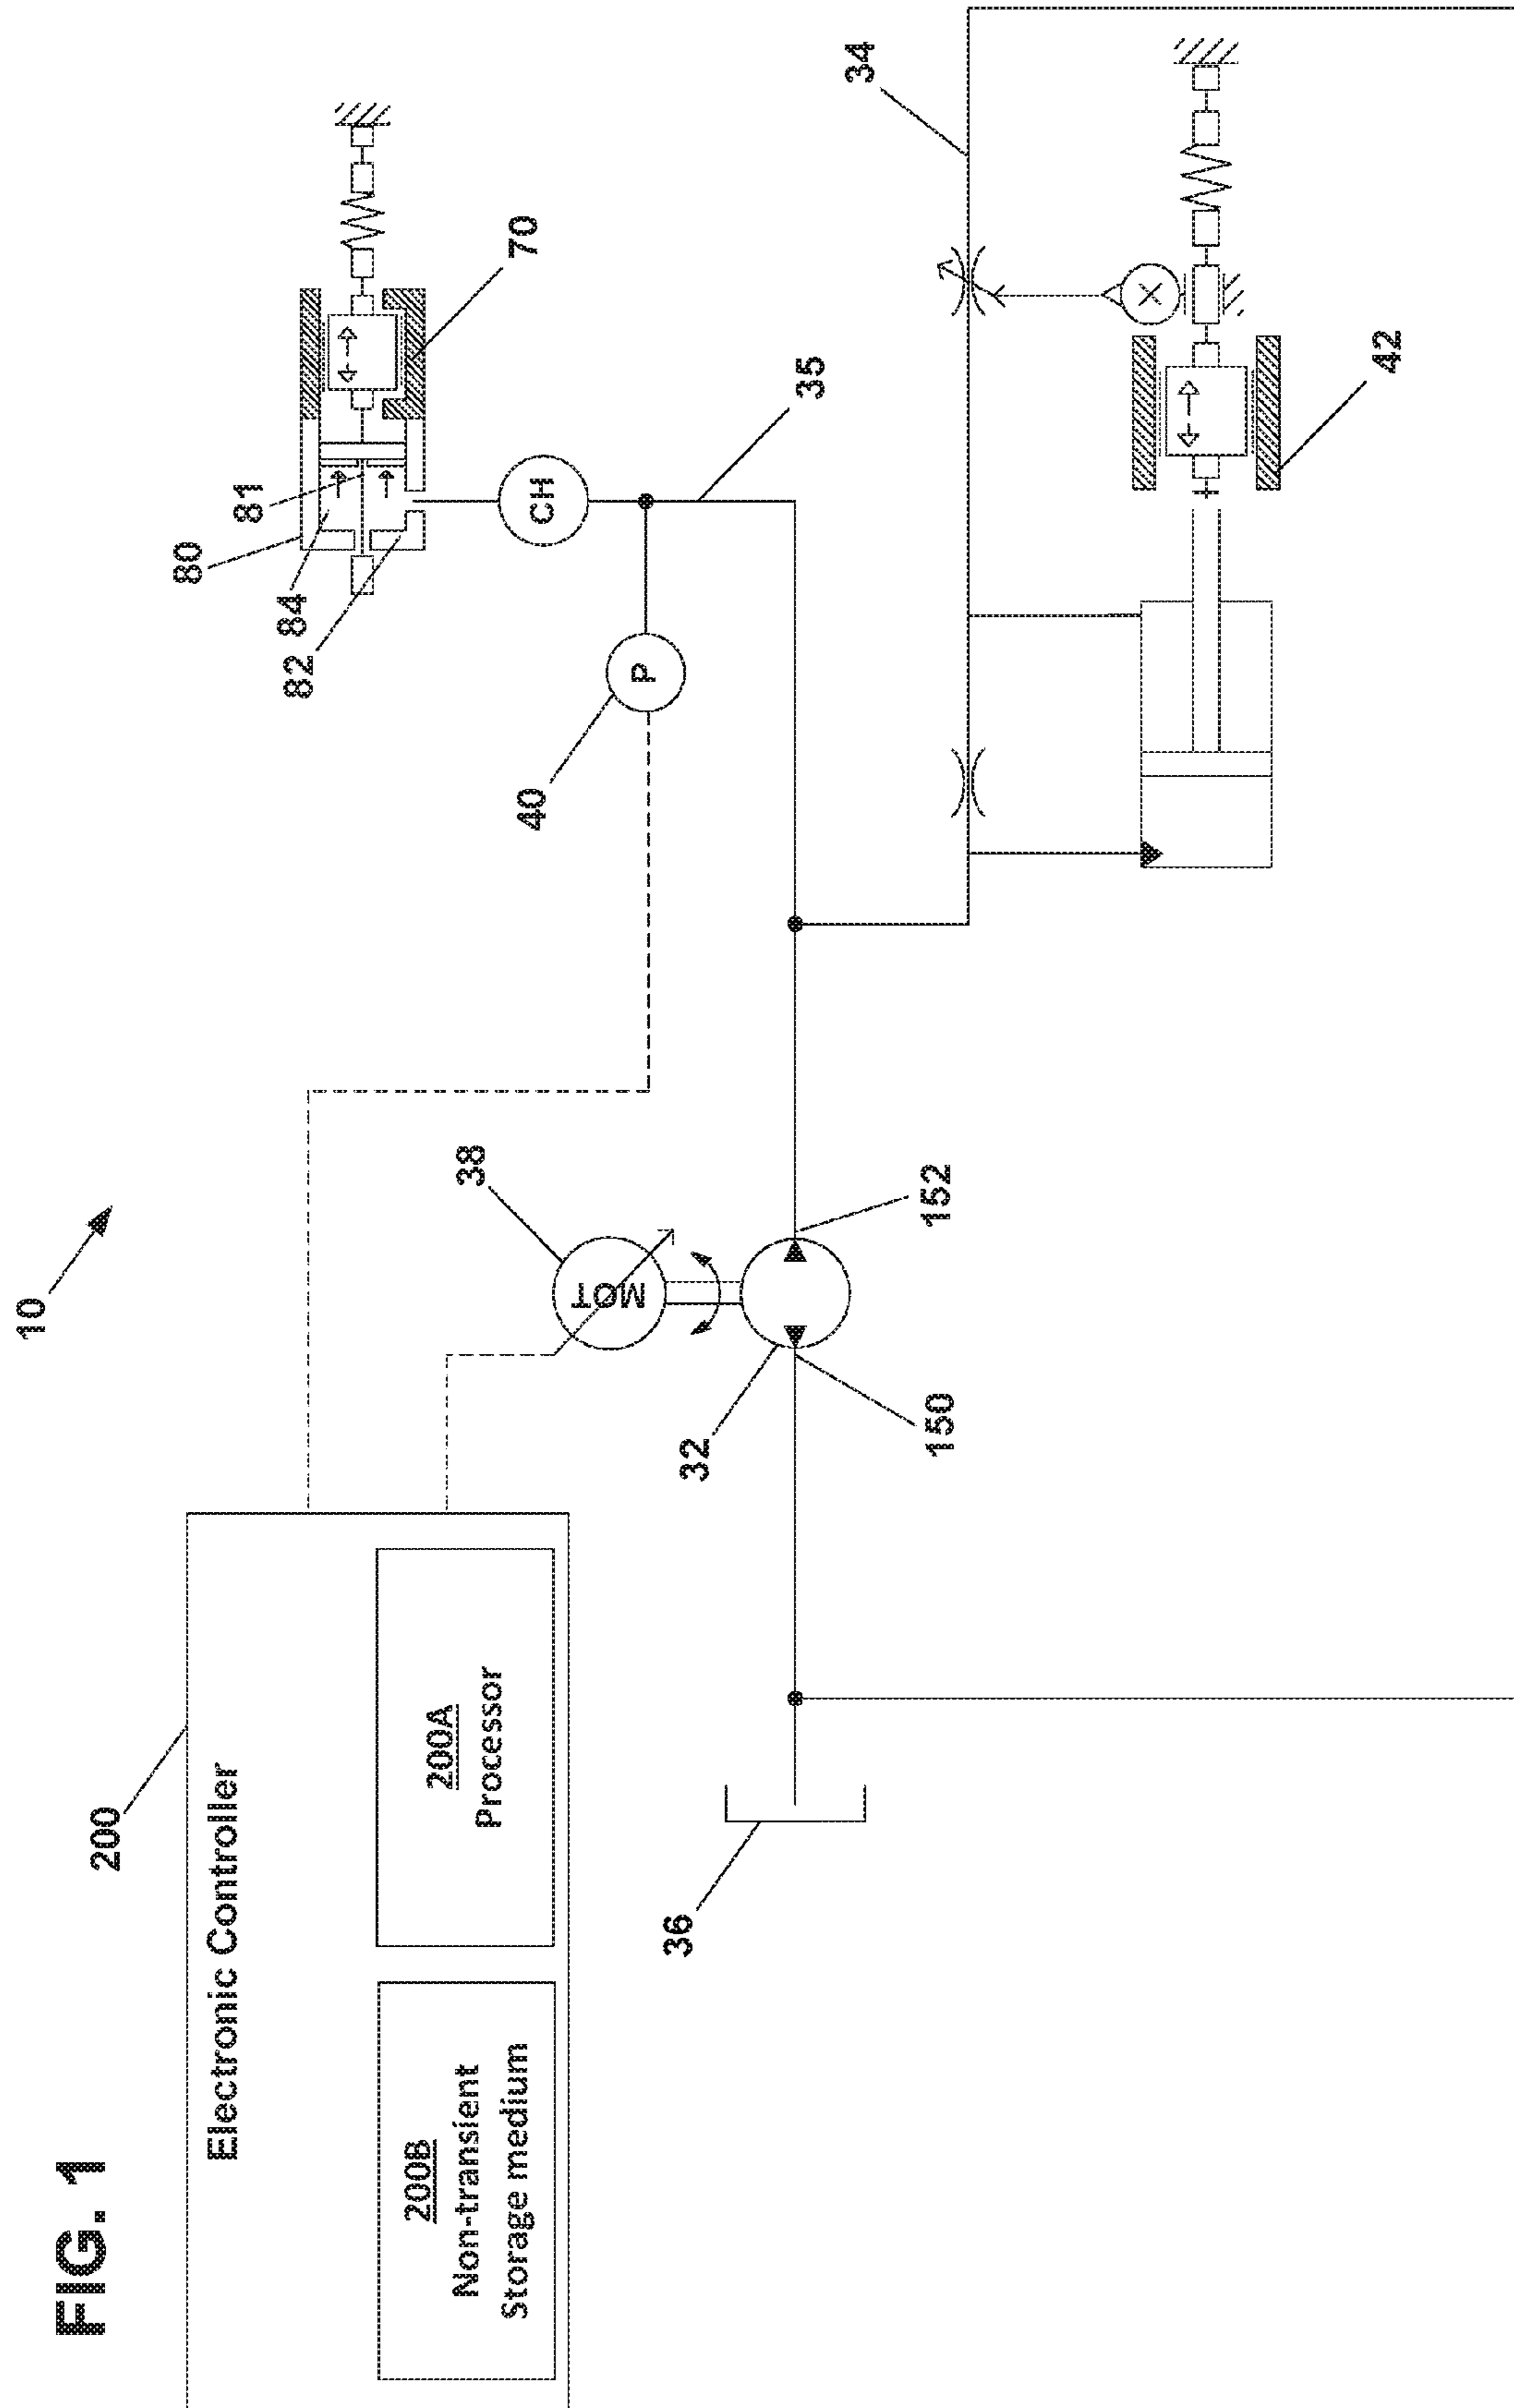 FIG. 1
10
200
Electronic Controller
200B
Non-transient
Storage medium
200A
Processor
36
38
MOT
32
150
152
40
P
CH
35
80
81
84
82
70
34
42